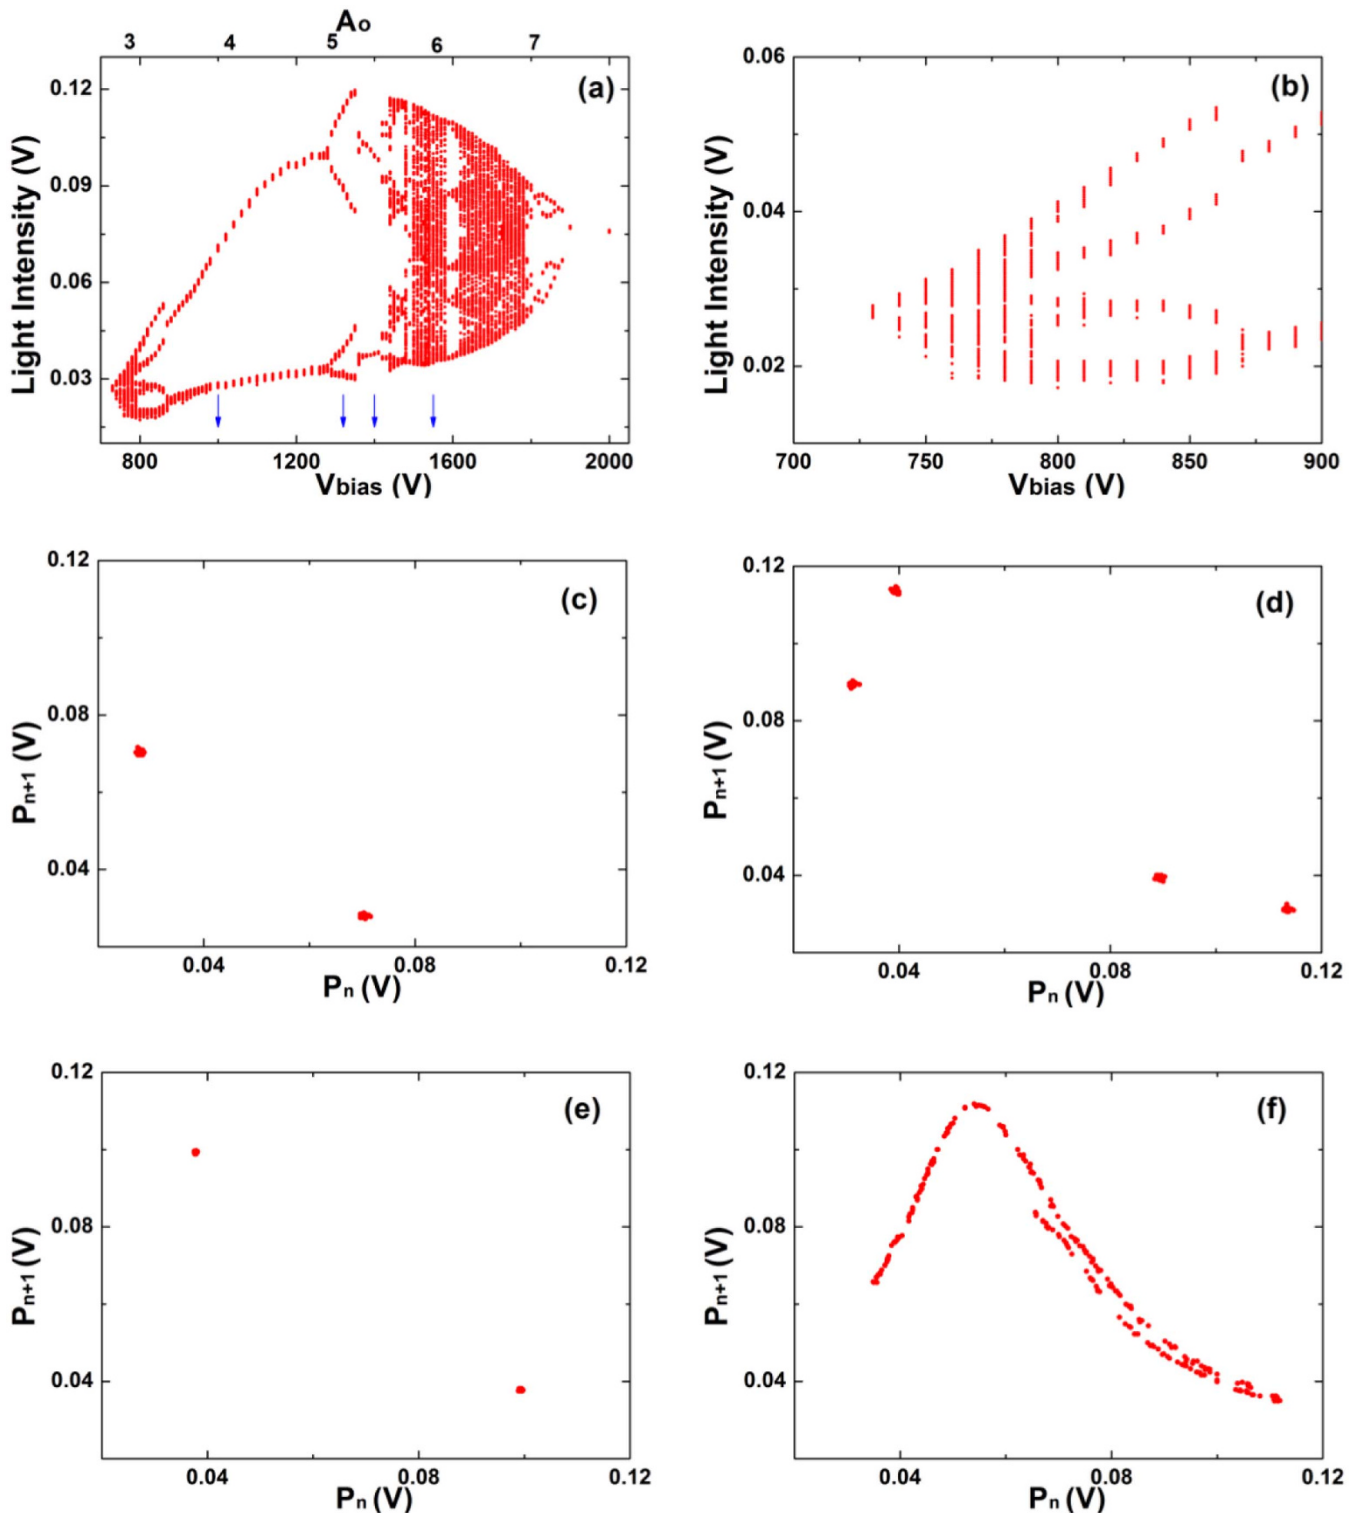 Ao
3 4 5 6 7
(a)
Light Intensity (V)
0.12
0.09
0.06
0.03
800 1200 1600 2000
Vbias (V)
(b)
Light Intensity (V)
0.06
0.04
0.02
700 750 800 850 900
Vbias (V)
(c)
Pn+1 (V)
0.12
0.08
0.04
0.04 0.08 0.12
Pn (V)
(d)
Pn+1 (V)
0.12
0.08
0.04
0.04 0.08 0.12
Pn (V)
(e)
Pn+1 (V)
0.12
0.08
0.04
0.04 0.08 0.12
Pn (V)
(f)
Pn+1 (V)
0.12
0.08
0.04
0.04 0.08 0.12
Pn (V)